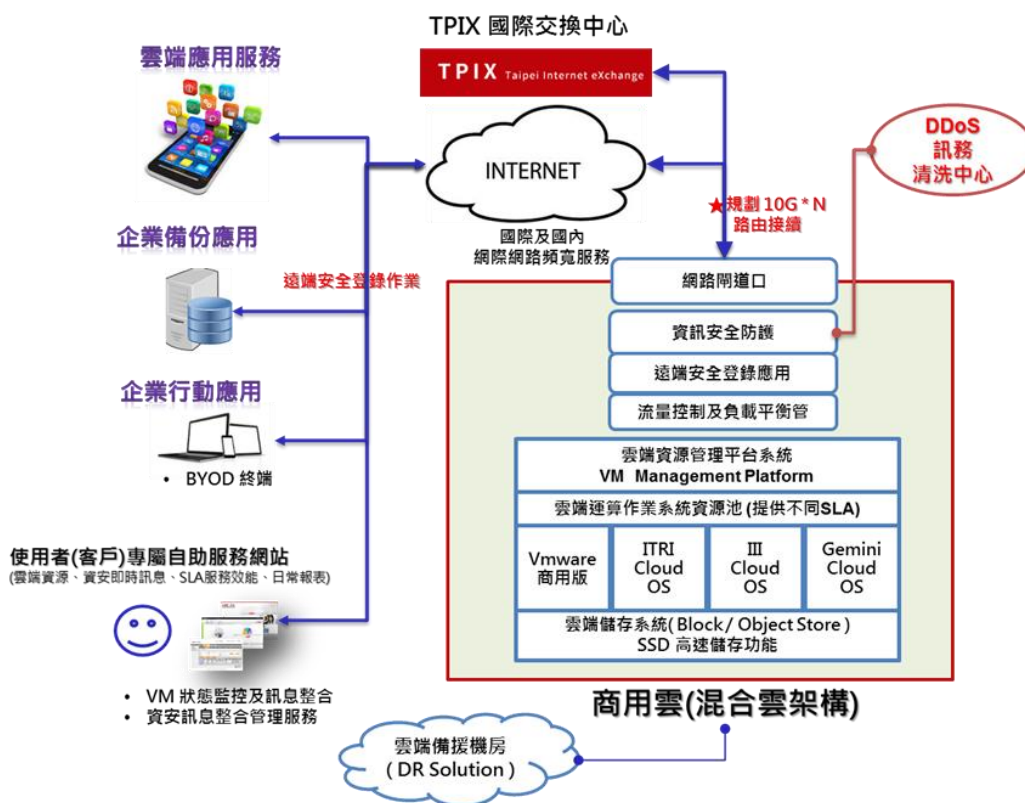 TPIX 國際交換中心
TPIX Taipei Internet eXchange
雲端應用服務
INTERNET
DDoS
訊務
清洗中心
★規劃 10G * N
路由接續
國際及國內
網際網路頻寬服務
企業備份應用
遠端安全登錄作業
網路閘道口
資訊安全防護
遠端安全登錄應用
流量控制及負載平衡管
企業行動應用
• BYOD 終端
雲端資源管理平台系統
VM Management Platform
雲端運算作業系統資源池 (提供不同SLA)
Vmware
商用版
ITRI
Cloud
OS
III
Cloud
OS
Gemini
Cloud
OS
雲端儲存系統( Block / Object Store )
SSD 高速儲存功能
使用者(客戶)專屬自助服務網站
(雲端資源、資安即時訊息、SLA服務效能、日常報表)
• VM 狀態監控及訊息整合
• 資安訊息整合管理服務
商用雲(混合雲架構)
雲端備援機房
( DR Solution )